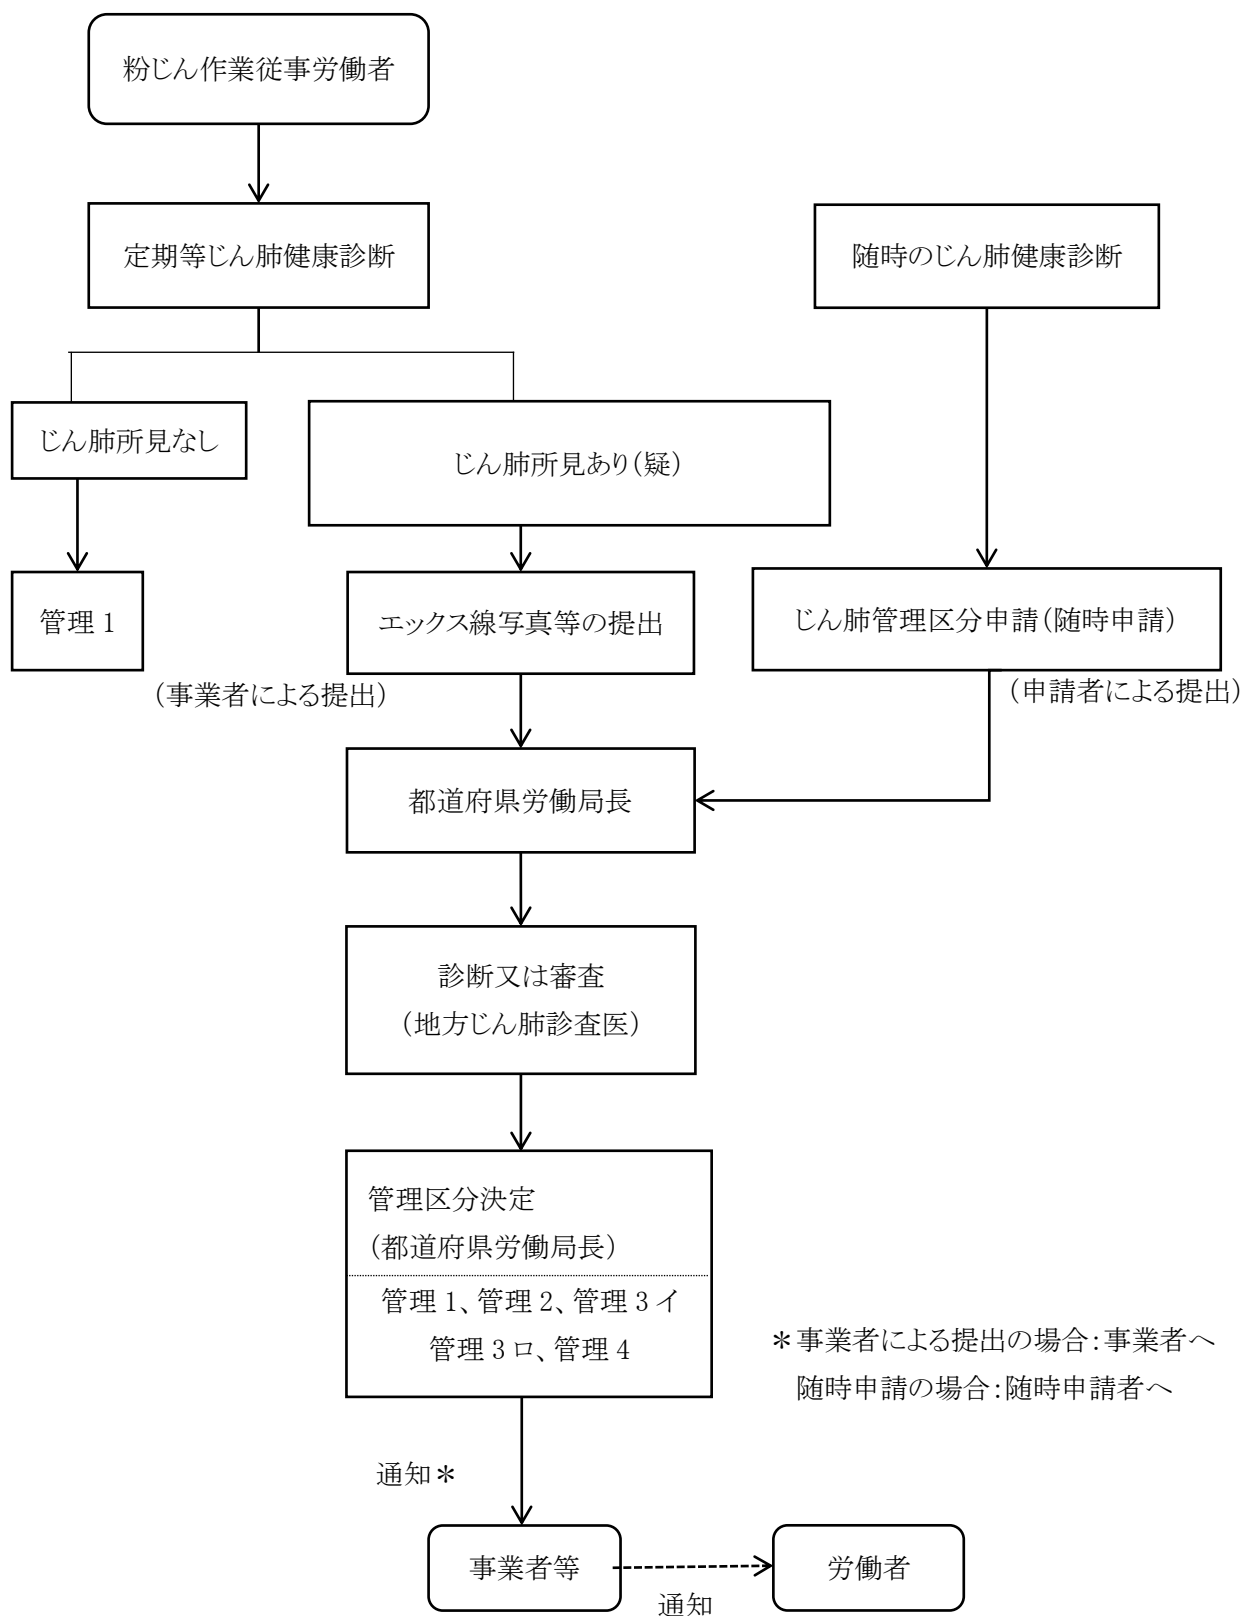 粉じん作業従事労働者
定期等じん肺健康診断
随時のじん肺健康診断
じん肺所見なし
じん肺所見あり(疑)
管理1
エックス線写真等の提出
じん肺管理区分申請(随時申請)
(事業者による提出)
(申請者による提出)
都道府県労働局長
診断又は審査
(地方じん肺診査医)
管理区分決定
(都道府県労働局長)
管理1、管理2、管理3イ
管理3ロ、管理4
＊事業者による提出の場合:事業者へ
随時申請の場合:随時申請者へ
通知＊
事業者等
労働者
通知